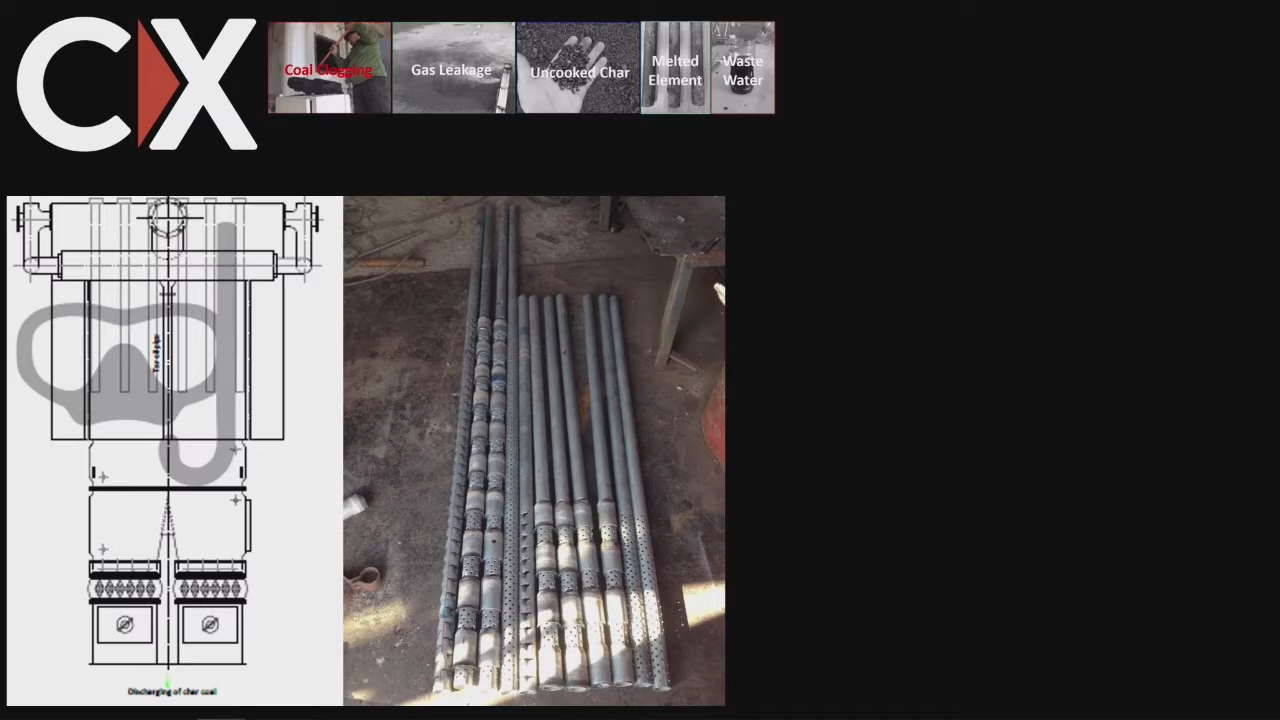 CX
Coal Clogging
Gas Leakage
Uncooked Char
Melted
Element
Waste
Water
Discharging of char coal